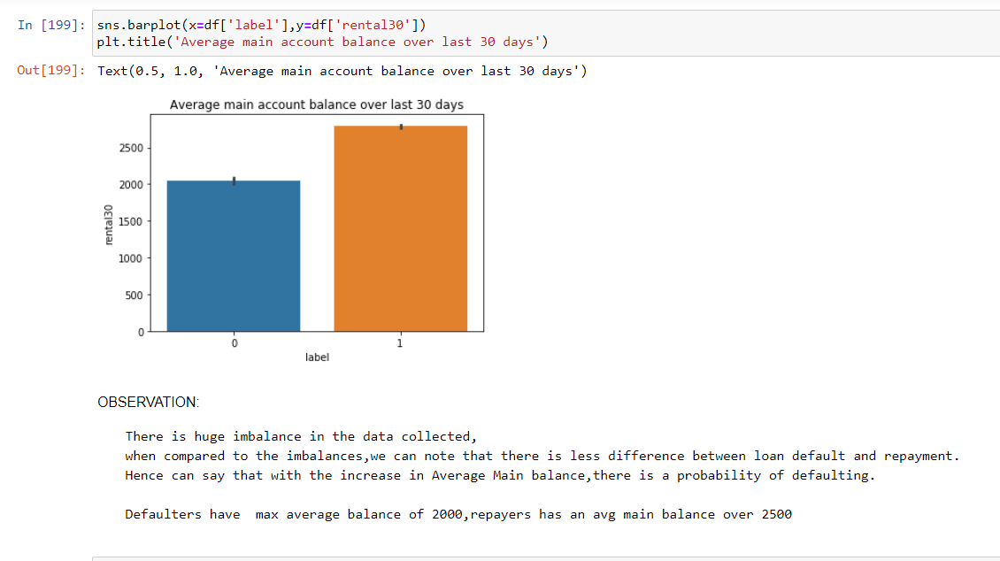 In [199]: sns.barplot(x=df['label'],y=df['rental30'])
plt.title('Average main account balance over last 30 days')
Out[199]: Text(0.5, 1.0, 'Average main account balance over last 30 days')
Average main account balance over last 30 days
2500
2000
1500
1000
500
0
rental30
0 1
label
OBSERVATION:
There is huge imbalance in the data collected,
when compared to the imbalances,we can note that there is less difference between loan default and repayment.
Hence can say that with the increase in Average Main balance,there is a probability of defaulting.
Defaulters have  max average balance of 2000,repayers has an avg main balance over 2500